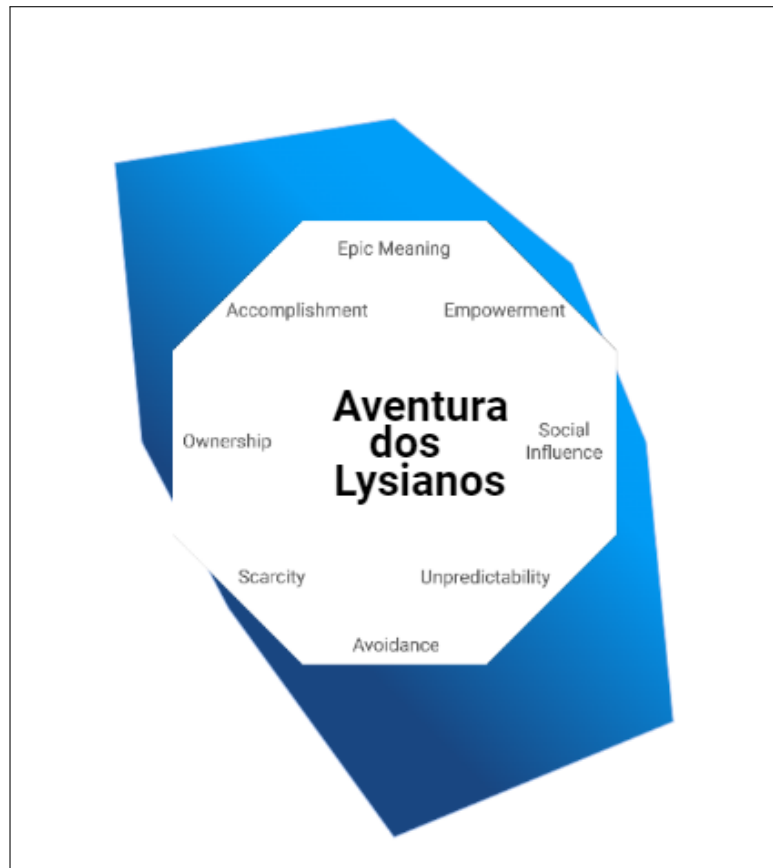 Epic Meaning
Accomplishment
Empowerment
Aventura
dos
Lysianos
Ownership
Social
Influence
Scarcity
Unpredictability
Avoidance